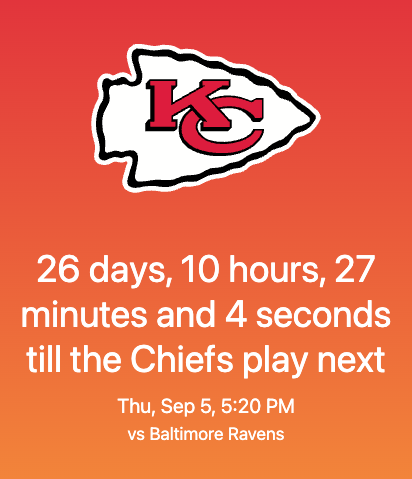 KC
26 days, 10 hours, 27
minutes and 4 seconds
till the Chiefs play next
Thu, Sep 5, 5:20 PM
vs Baltimore Ravens